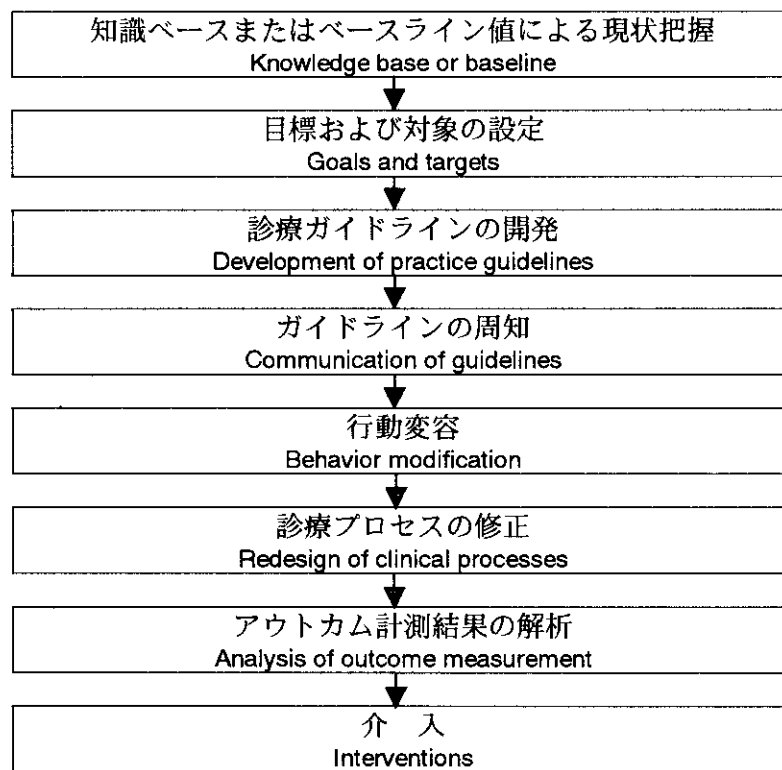 知識ベースまたはベースライン値による現状把握
Knowledge base or baseline
目標および対象の設定
Goals and targets
診療ガイドラインの開発
Development of practice guidelines
ガイドラインの周知
Communication of guidelines
行動変容
Behavior modification
診療プロセスの修正
Redesign of clinical processes
アウトカム計測結果の解析
Analysis of outcome measurement
介　入
Interventions